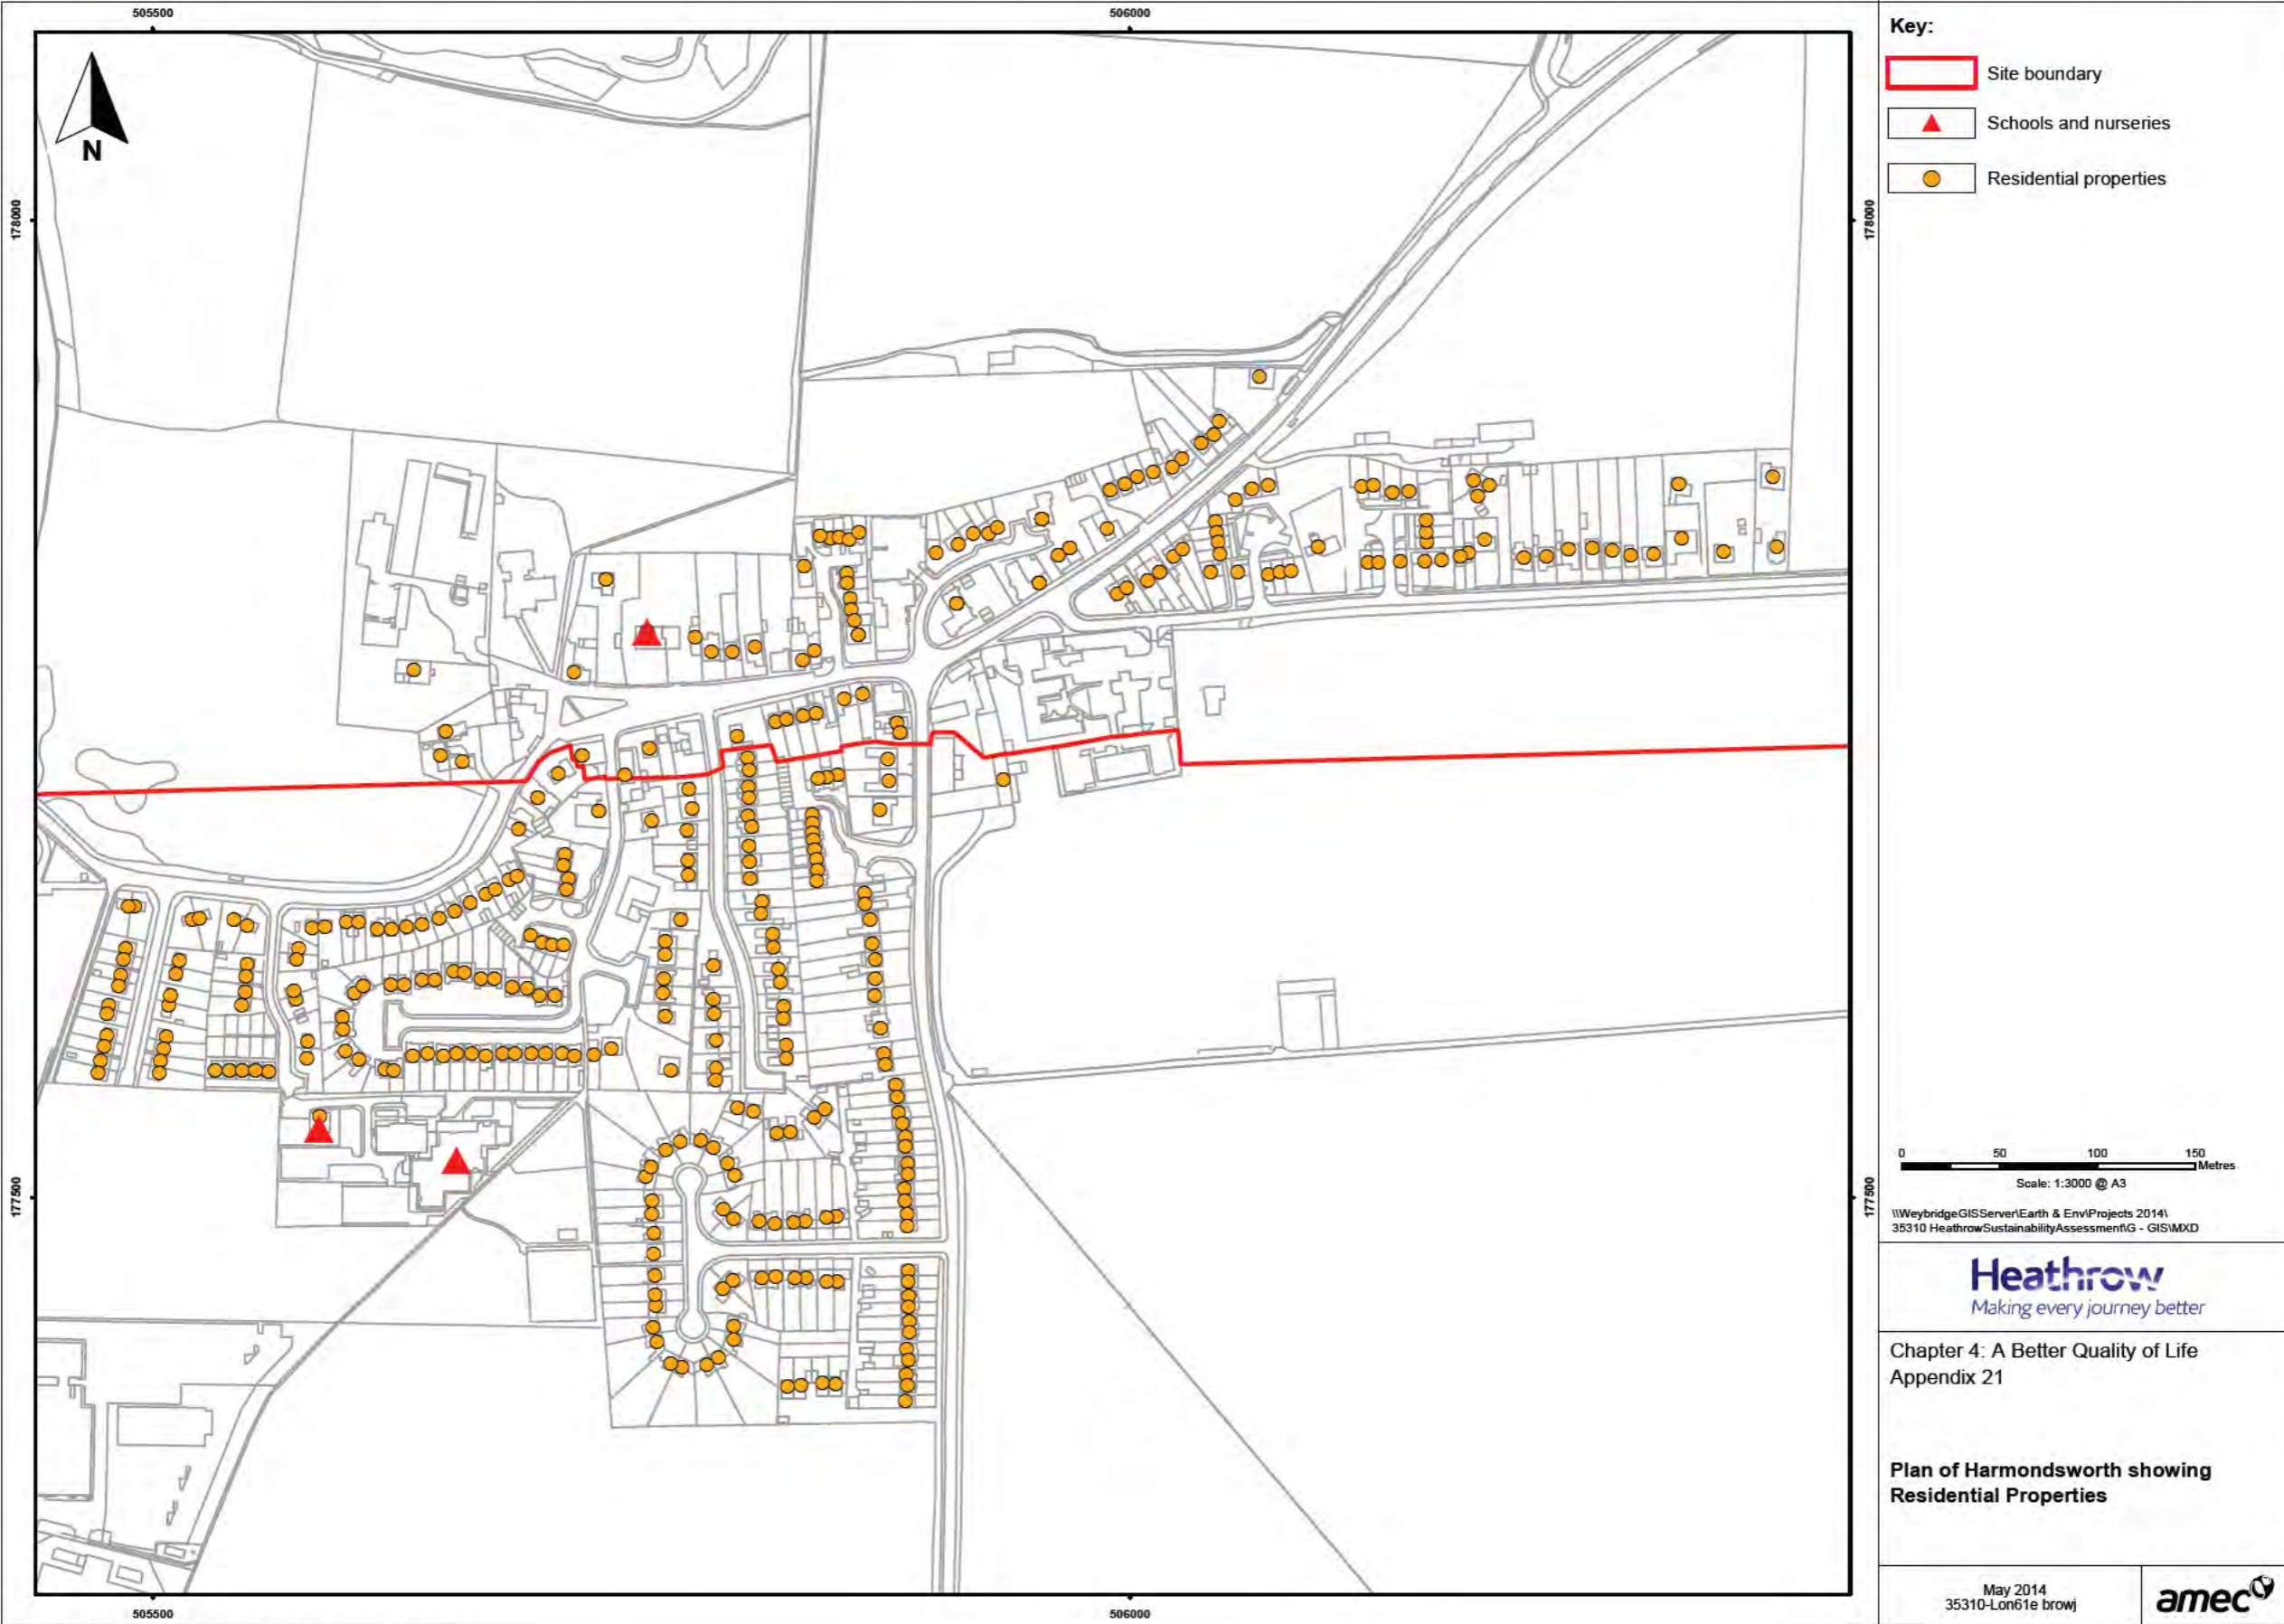 505500
506000
178000
178000
177500
177500
505500
506000
N
Key:
Site boundary
Schools and nurseries
Residential properties
0 50 100 150
Metres
Scale: 1:3000 @ A3
\\WeybridgeGISServer\Earth & Env\Projects 2014\
35310 HeathrowSustainabilityAssessment\G - GIS\MXD
Heathrow
Making every journey better
Chapter 4: A Better Quality of Life
Appendix 21
Plan of Harmondsworth showing
Residential Properties
May 2014
35310-Lon61e browj
amec